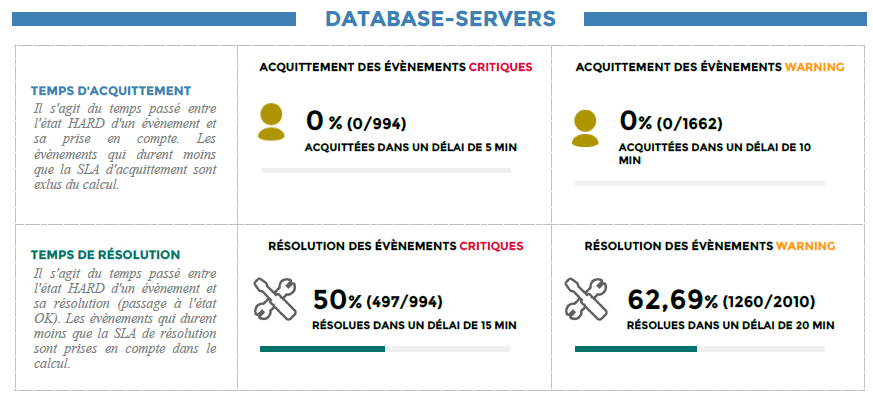 DATABASE-SERVERS
TEMPS D'ACQUITTEMENT
Il s'agit du temps passé entre
l'état HARD d'un évènement et
sa prise en compte. Les
évènements qui durent moins
que la SLA d'acquittement sont
exlus du calcul.
ACQUITTEMENT DES ÉVÈNEMENTS CRITIQUES
0 % (0/994)
ACQUITTÉES DANS UN DÉLAI DE 5 MIN
ACQUITTEMENT DES ÉVÈNEMENTS WARNING
0% (0/1662)
ACQUITTÉES DANS UN DÉLAI DE 10
MIN
TEMPS DE RÉSOLUTION
Il s'agit du temps passé entre
l'état HARD d'un évènement et
sa résolution (passage à l'état
OK). Les évènements qui durent
moins que la SLA de résolution
sont prises en compte dans le
calcul.
RÉSOLUTION DES ÉVÈNEMENTS CRITIQUES
50% (497/994)
RÉSOLUES DANS UN DÉLAI DE 15 MIN
RÉSOLUTION DES ÉVÈNEMENTS WARNING
62,69% (1260/2010)
RÉSOLUES DANS UN DÉLAI DE 20 MIN